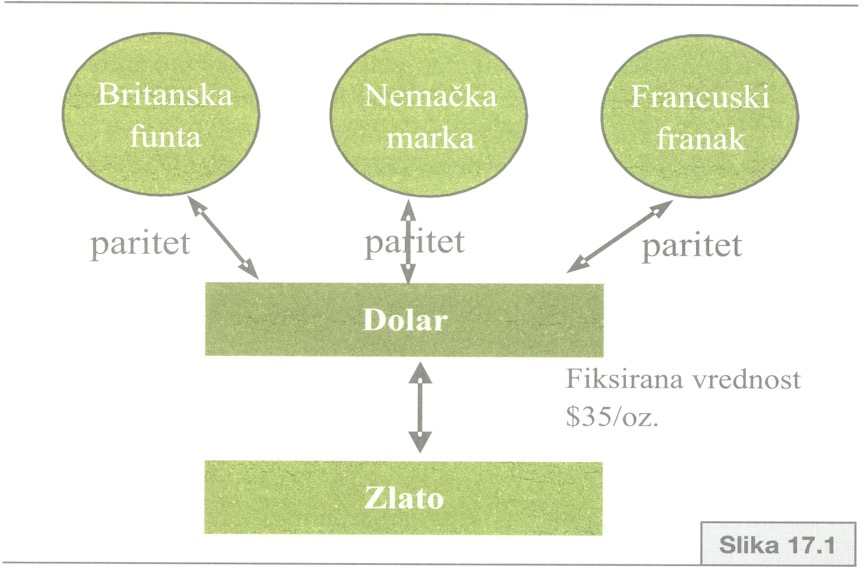 Britanska
funta
Nemačka
marka
Francuski
franak
paritet
paritet
paritet
Dolar
Fiksirana vrednost
$35/oz.
Zlato
Slika 17.1